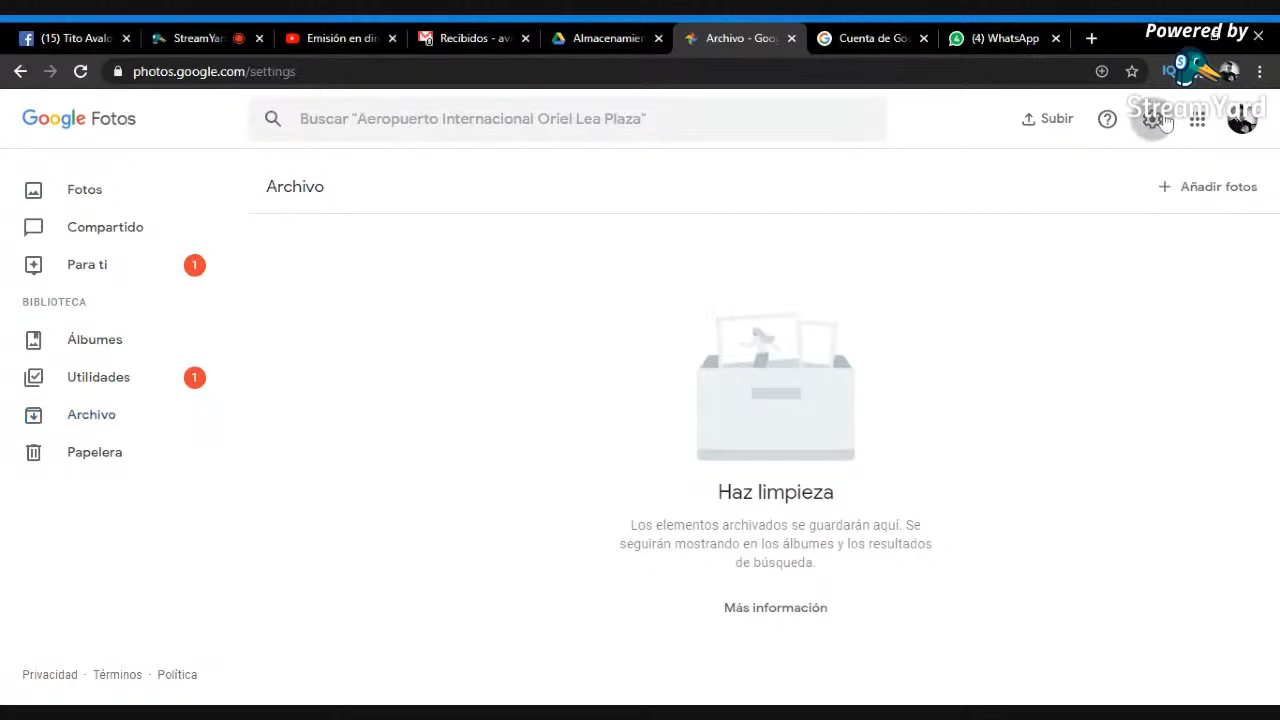 (15) Tito Avalo
StreamYar
Emisión en di
Recibidos - av
Almacenamien
Archivo - Goo
Cuenta de Go
(4) WhatsApp
Powered by
photos.google.com/settings
StreamYard
Google Fotos
Buscar "Aeropuerto Internacional Oriel Lea Plaza"
Subir
Fotos
Archivo
Añadir fotos
Compartido
Para ti
1
BIBLIOTECA
Álbumes
Utilidades
1
Archivo
Papelera
Haz limpieza
Los elementos archivados se guardarán aquí. Se
seguirán mostrando en los álbumes y los resultados
de búsqueda.
Más información
Privacidad · Términos · Política